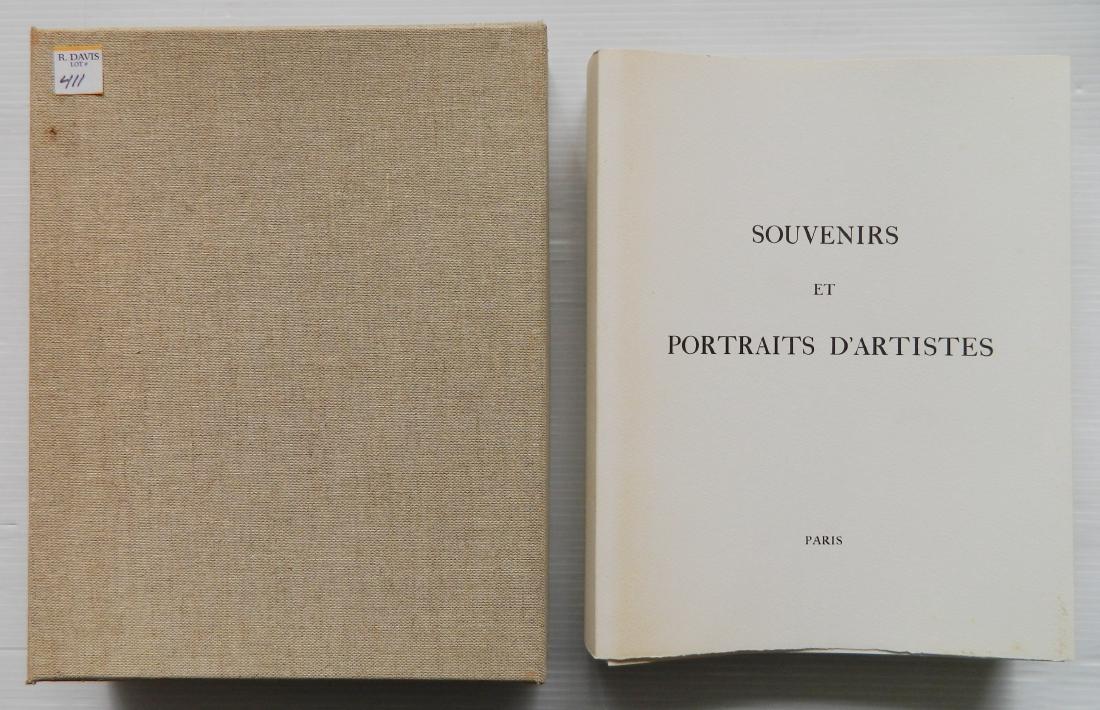 R. DAVIS
LOT#
411
SOUVENIRS
ET
PORTRAITS D'ARTISTES
PARIS